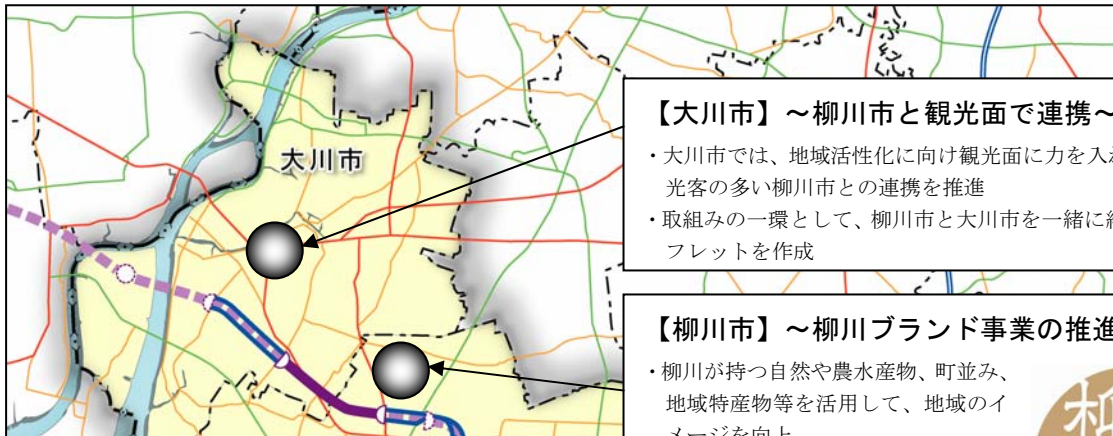 大川市
【大川市】～柳川市と観光面で連携～
・大川市では、地域活性化に向け観光面に力を入
光客の多い柳川市との連携を推進
・取組みの一環として、柳川市と大川市を一緒に
フレットを作成
【柳川市】～柳川ブランド事業の推進
・柳川が持つ自然や農水産物、町並み、
地域特産物等を活用して、地域のイ
メージを向上